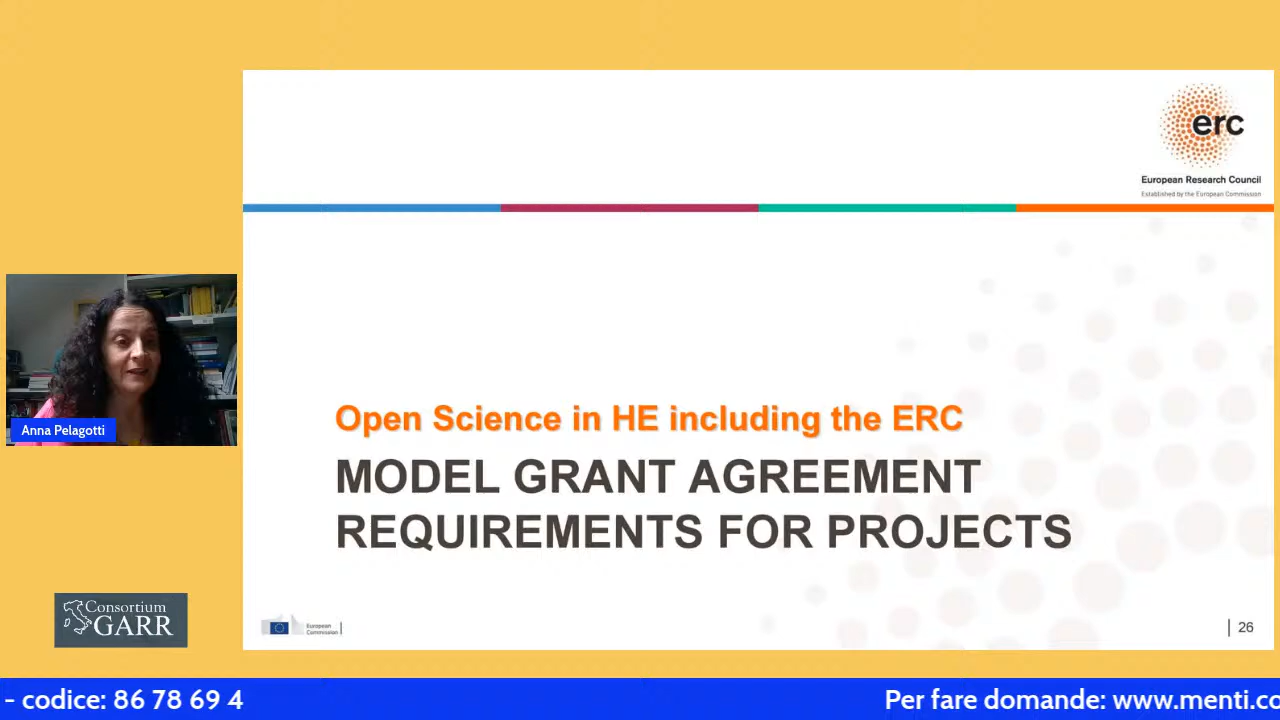 erc
European Research Council
Established by the European Commission
Open Science in HE including the ERC
MODEL GRANT AGREEMENT
REQUIREMENTS FOR PROJECTS
Anna Pelagotti
Consortium
GARR
European
Commission
26
- codice: 86 78 69 4
Per fare domande: www.menti.co